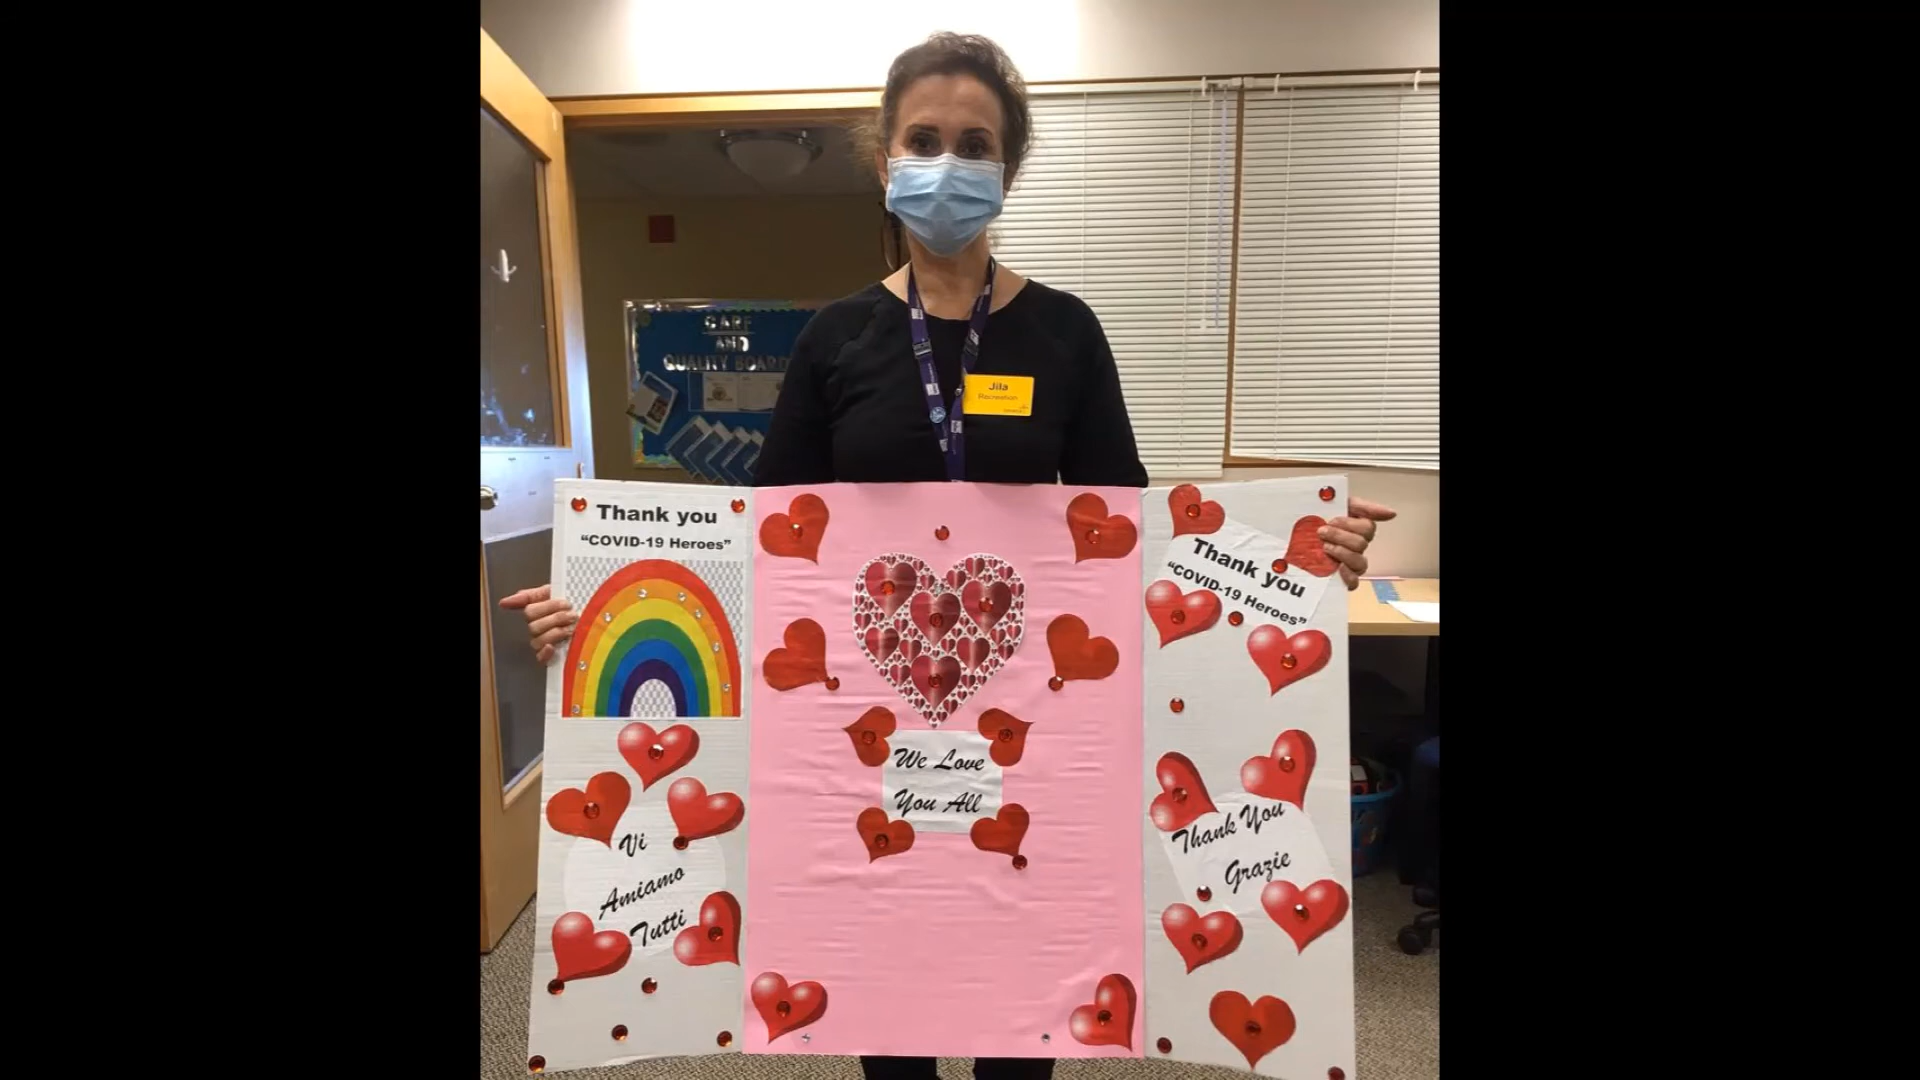 CARF
AND
QUALITY BOARD
Jila
Recreation
Thank you
“COVID-19 Heroes”
Vi
Amiamo
Tutti
We Love
You All
Thank you
“COVID-19 Heroes”
Thank You
Grazie